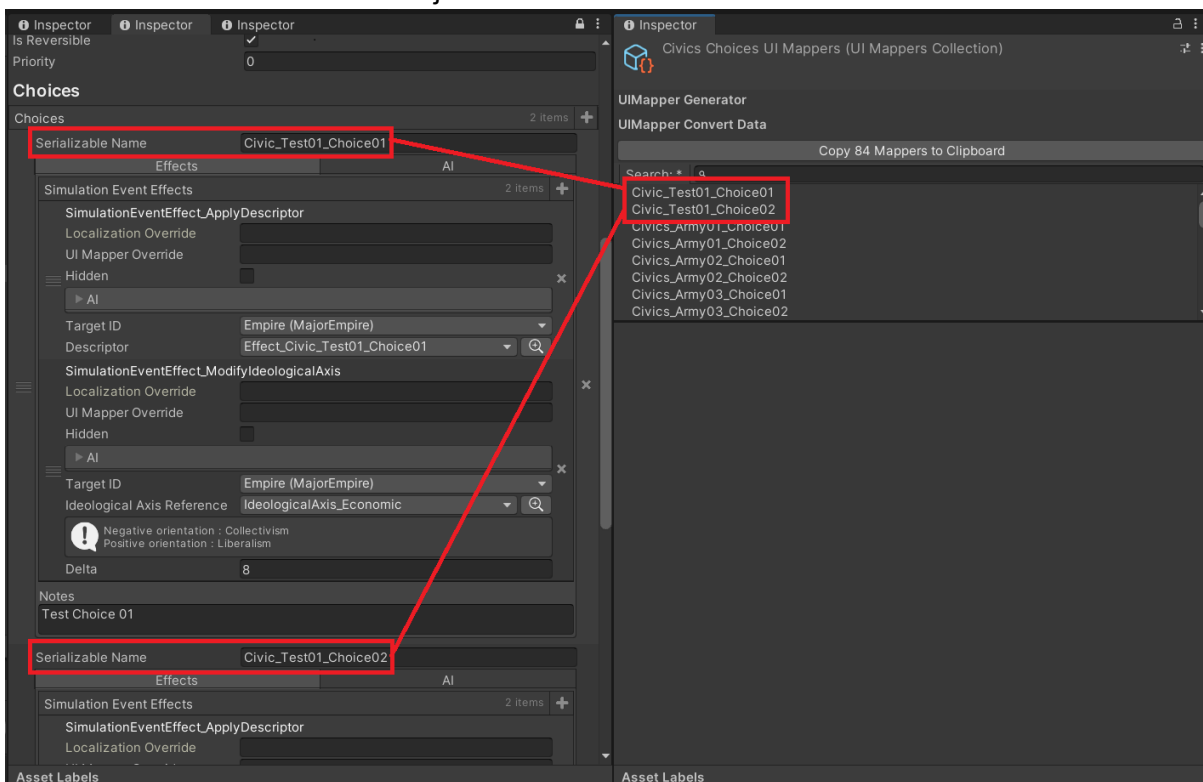 Inspector Inspector Inspector
Is Reversible
Priority 0
Choices
Choices 2 items
Serializable Name Civic_Test01_Choice01
Effects AI
Simulation Event Effects 2 items
SimulationEventEffect_ApplyDescriptor
Localization Override
UI Mapper Override
Hidden
AI
Target ID Empire (MajorEmpire)
Descriptor Effect_Civic_Test01_Choice01
SimulationEventEffect_ModifyIdeologicalAxis
Localization Override
UI Mapper Override
Hidden
AI
Target ID Empire (MajorEmpire)
Ideological Axis Reference IdeologicalAxis_Economic
Negative orientation : Collectivism
Positive orientation : Liberalism
Delta 8
Notes
Test Choice 01
Serializable Name Civic_Test01_Choice02
Effects AI
Simulation Event Effects 2 items
SimulationEventEffect_ApplyDescriptor
Localization Override
Asset Labels
Inspector
Civics Choices UI Mappers (UI Mappers Collection)
UIMapper Generator
UIMapper Convert Data
Copy 84 Mappers to Clipboard
Search: *
Civic_Test01_Choice01
Civic_Test01_Choice02
Civics_Army01_Choice01
Civics_Army01_Choice02
Civics_Army02_Choice01
Civics_Army02_Choice02
Civics_Army03_Choice01
Civics_Army03_Choice02
Asset Labels